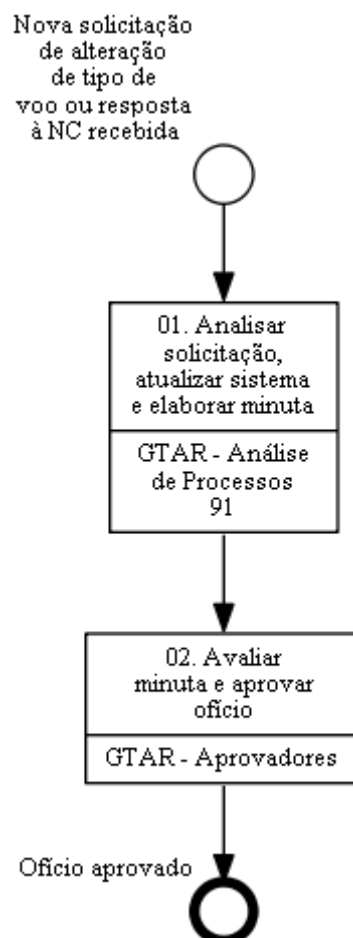 Nova solicitação
de alteração
de tipo de
voo ou resposta
à NC recebida
01. Analisar
solicitação,
atualizar sistema
e elaborar minuta
GTAR - Análise
de Processos
91
02. Avaliar
minuta e aprovar
ofício
GTAR - Aprovadores
Ofício aprovado